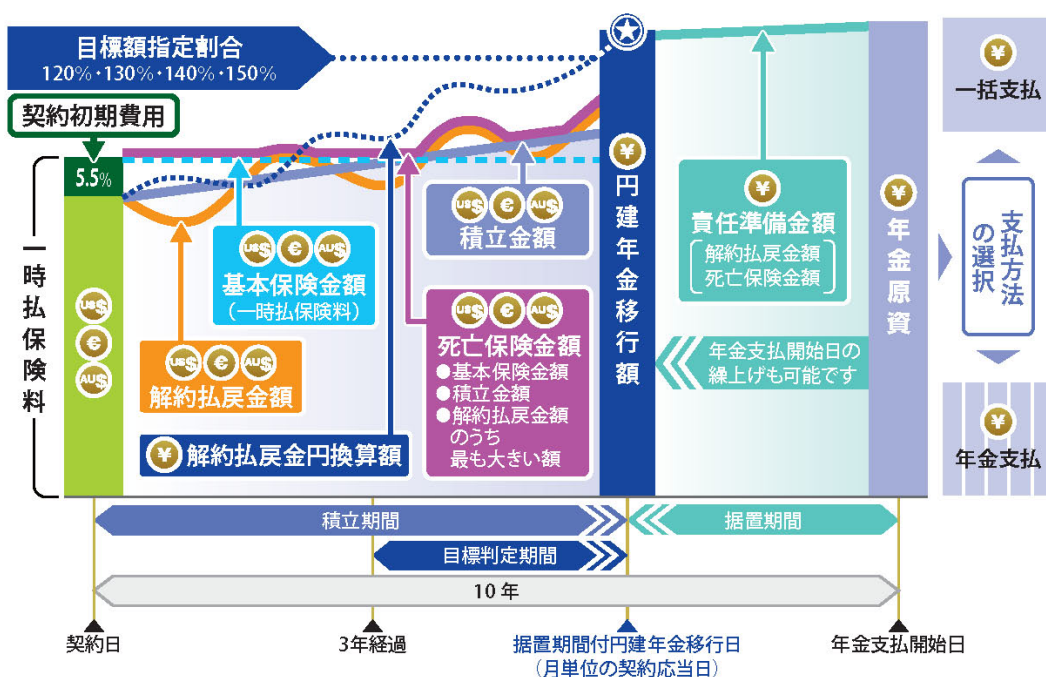 目標額指定割合
120%・130%・140%・150%
契約初期費用
5.5%
一時払保険料
US$
€
AU$
US$ € AU$
解約払戻金額
US$ € AU$
基本保険金額
(一時払保険料)
¥ 解約払戻金円換算額
US$ € AU$
積立金額
US$ € AU$
死亡保険金額
●基本保険金額
●積立金額
●解約払戻金額
のうち
最も大きい額
¥
円建年金移行額
¥
責任準備金額
解約払戻金額
死亡保険金額
年金支払開始日の
繰上げも可能です
¥
年金原資
¥
一括支払
支払方法
の選択
¥
年金支払
積立期間
据置期間
目標判定期間
10年
契約日
3年経過
据置期間付円建年金移行日
(月単位の契約応当日)
年金支払開始日